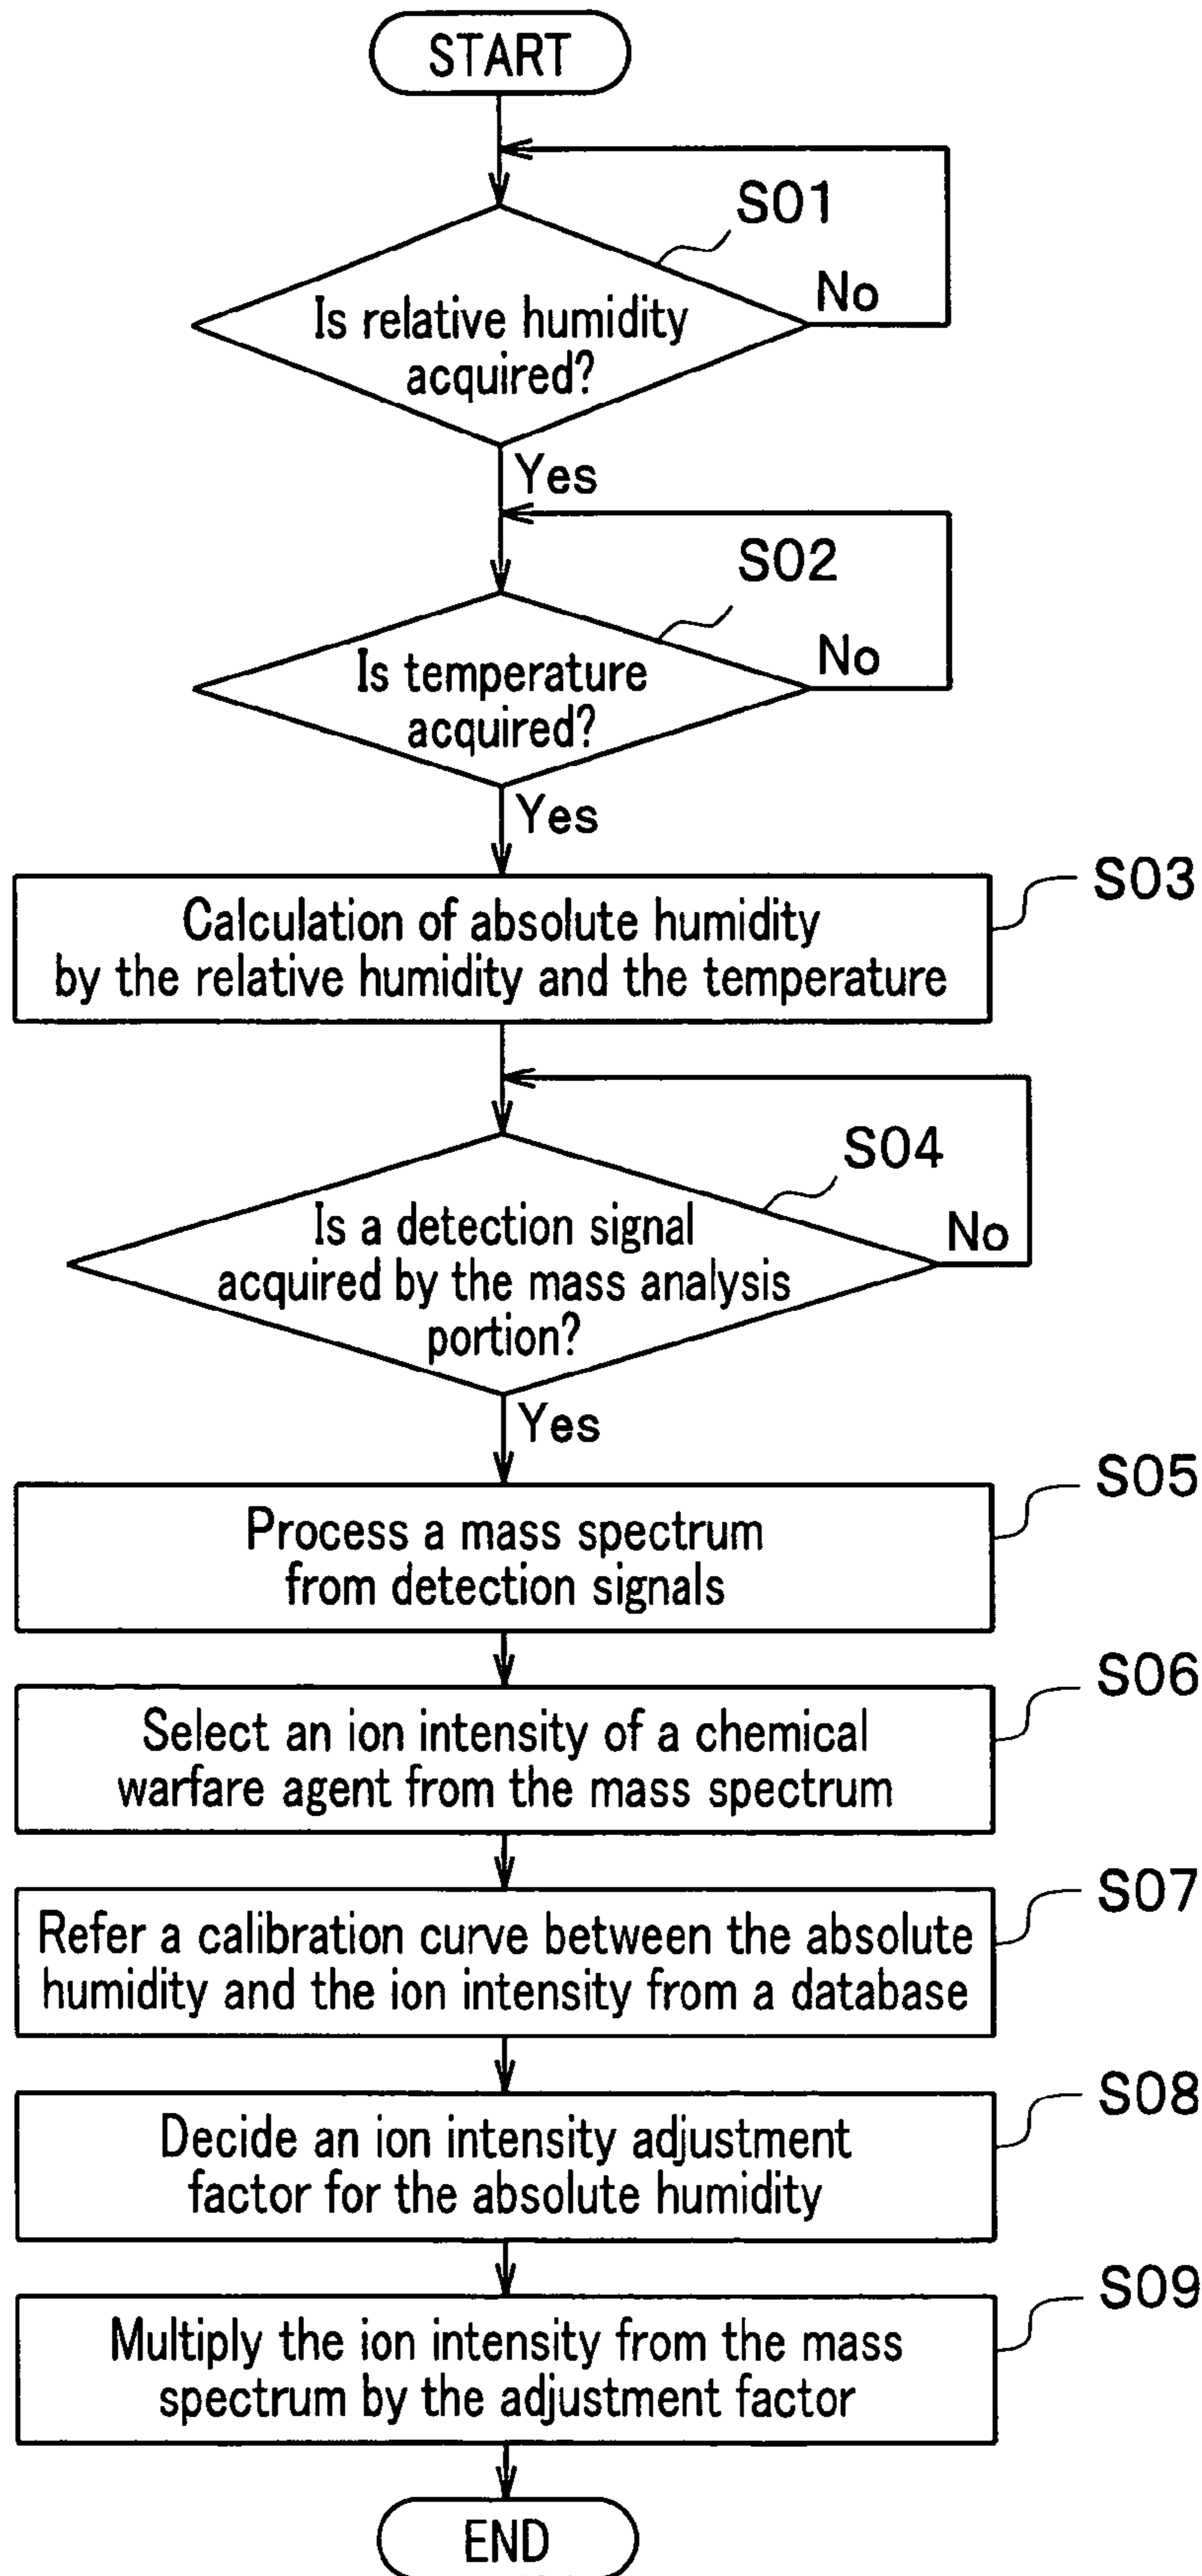 START
S01
Is relative humidity
acquired?
No
Yes
S02
Is temperature
acquired?
No
Yes
S03
Calculation of absolute humidity
by the relative humidity and the temperature
S04
Is a detection signal
acquired by the mass analysis
portion?
No
Yes
S05
Process a mass spectrum
from detection signals
S06
Select an ion intensity of a chemical
warfare agent from the mass spectrum
S07
Refer a calibration curve between the absolute
humidity and the ion intensity from a database
S08
Decide an ion intensity adjustment
factor for the absolute humidity
S09
Multiply the ion intensity from the mass
spectrum by the adjustment factor
END